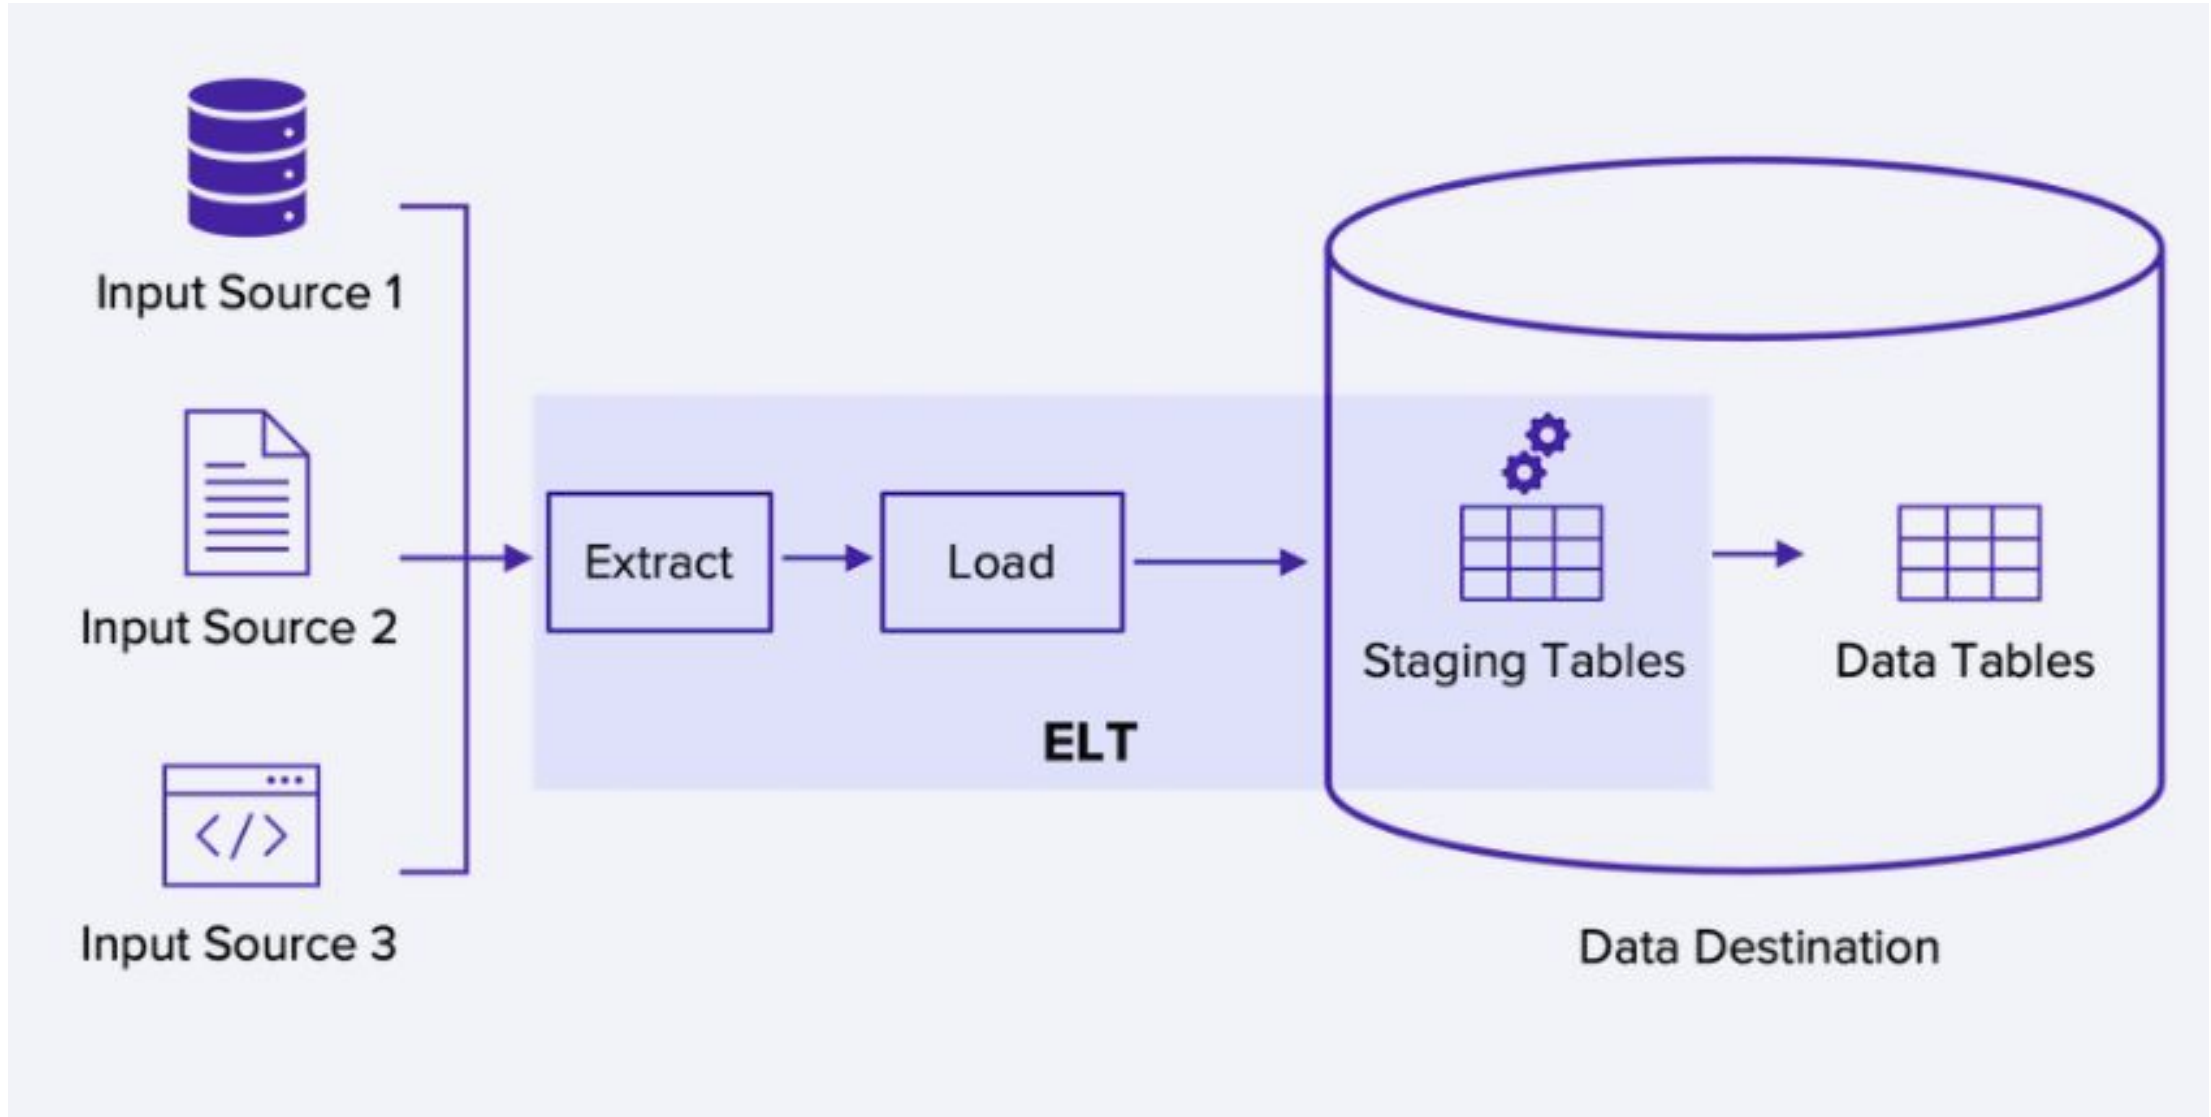 Input Source 1
Input Source 2
Input Source 3
Extract
Load
ELT
Staging Tables
Data Tables
Data Destination